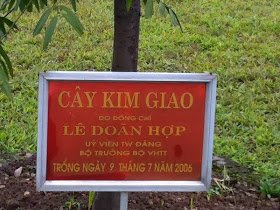 CÂY KIM GIAO
DO ĐỒNG CHÍ
LÊ DOÃN HỢP
UỶ VIÊN TW ĐẢNG
BỘ TRƯỞNG BỘ VHTT
TRỒNG NGÀY 9 THÁNG 7 NĂM 2006